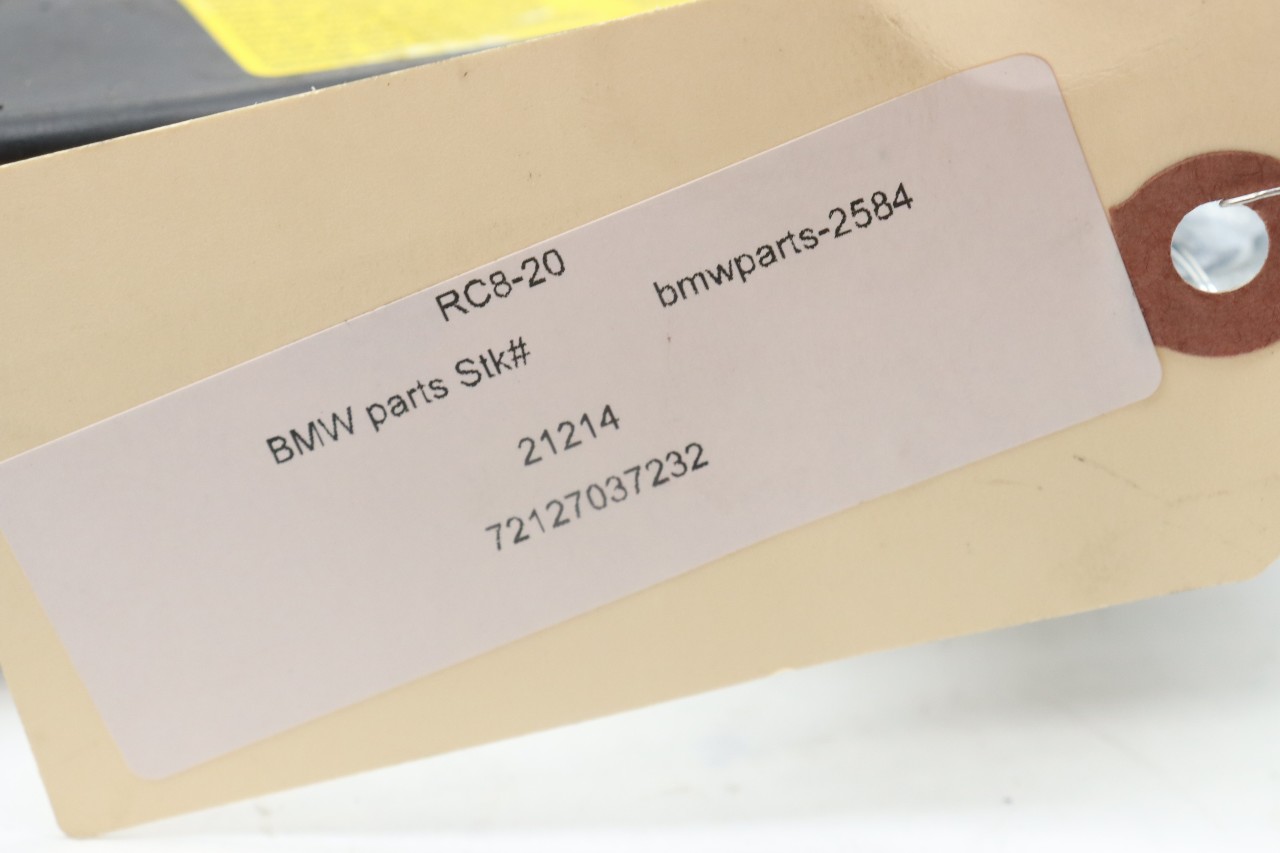 RC8-20
bmwparts-2584
BMW parts Stk#
21214
72127037232